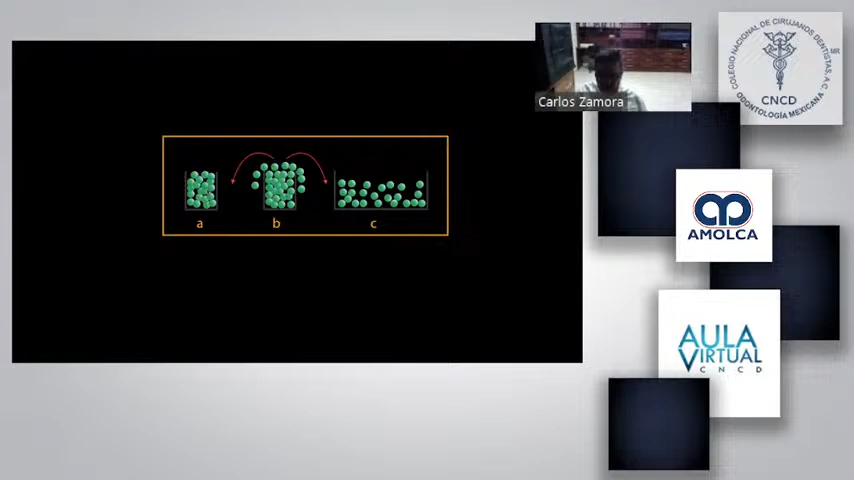 Carlos Zamora
COLEGIO NACIONAL DE CIRUJANOS DENTISTAS, A.C.
MR
CNCD
ODONTOLOGÍA MEXICANA
a
b
c
AMOLCA
AULA
VIRTUAL
CNCD